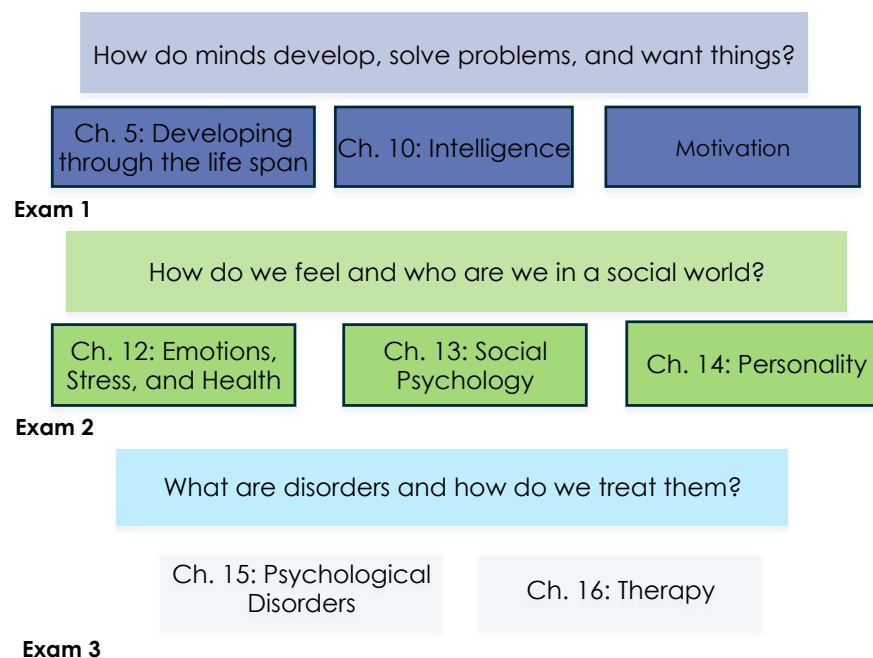 How do minds develop, solve problems, and want things?
Ch. 5: Developing
through the life span
Ch. 10: Intelligence
Motivation
Exam 1
How do we feel and who are we in a social world?
Ch. 12: Emotions,
Stress, and Health
Ch. 13: Social
Psychology
Ch. 14: Personality
Exam 2
What are disorders and how do we treat them?
Ch. 15: Psychological
Disorders
Ch. 16: Therapy
Exam 3